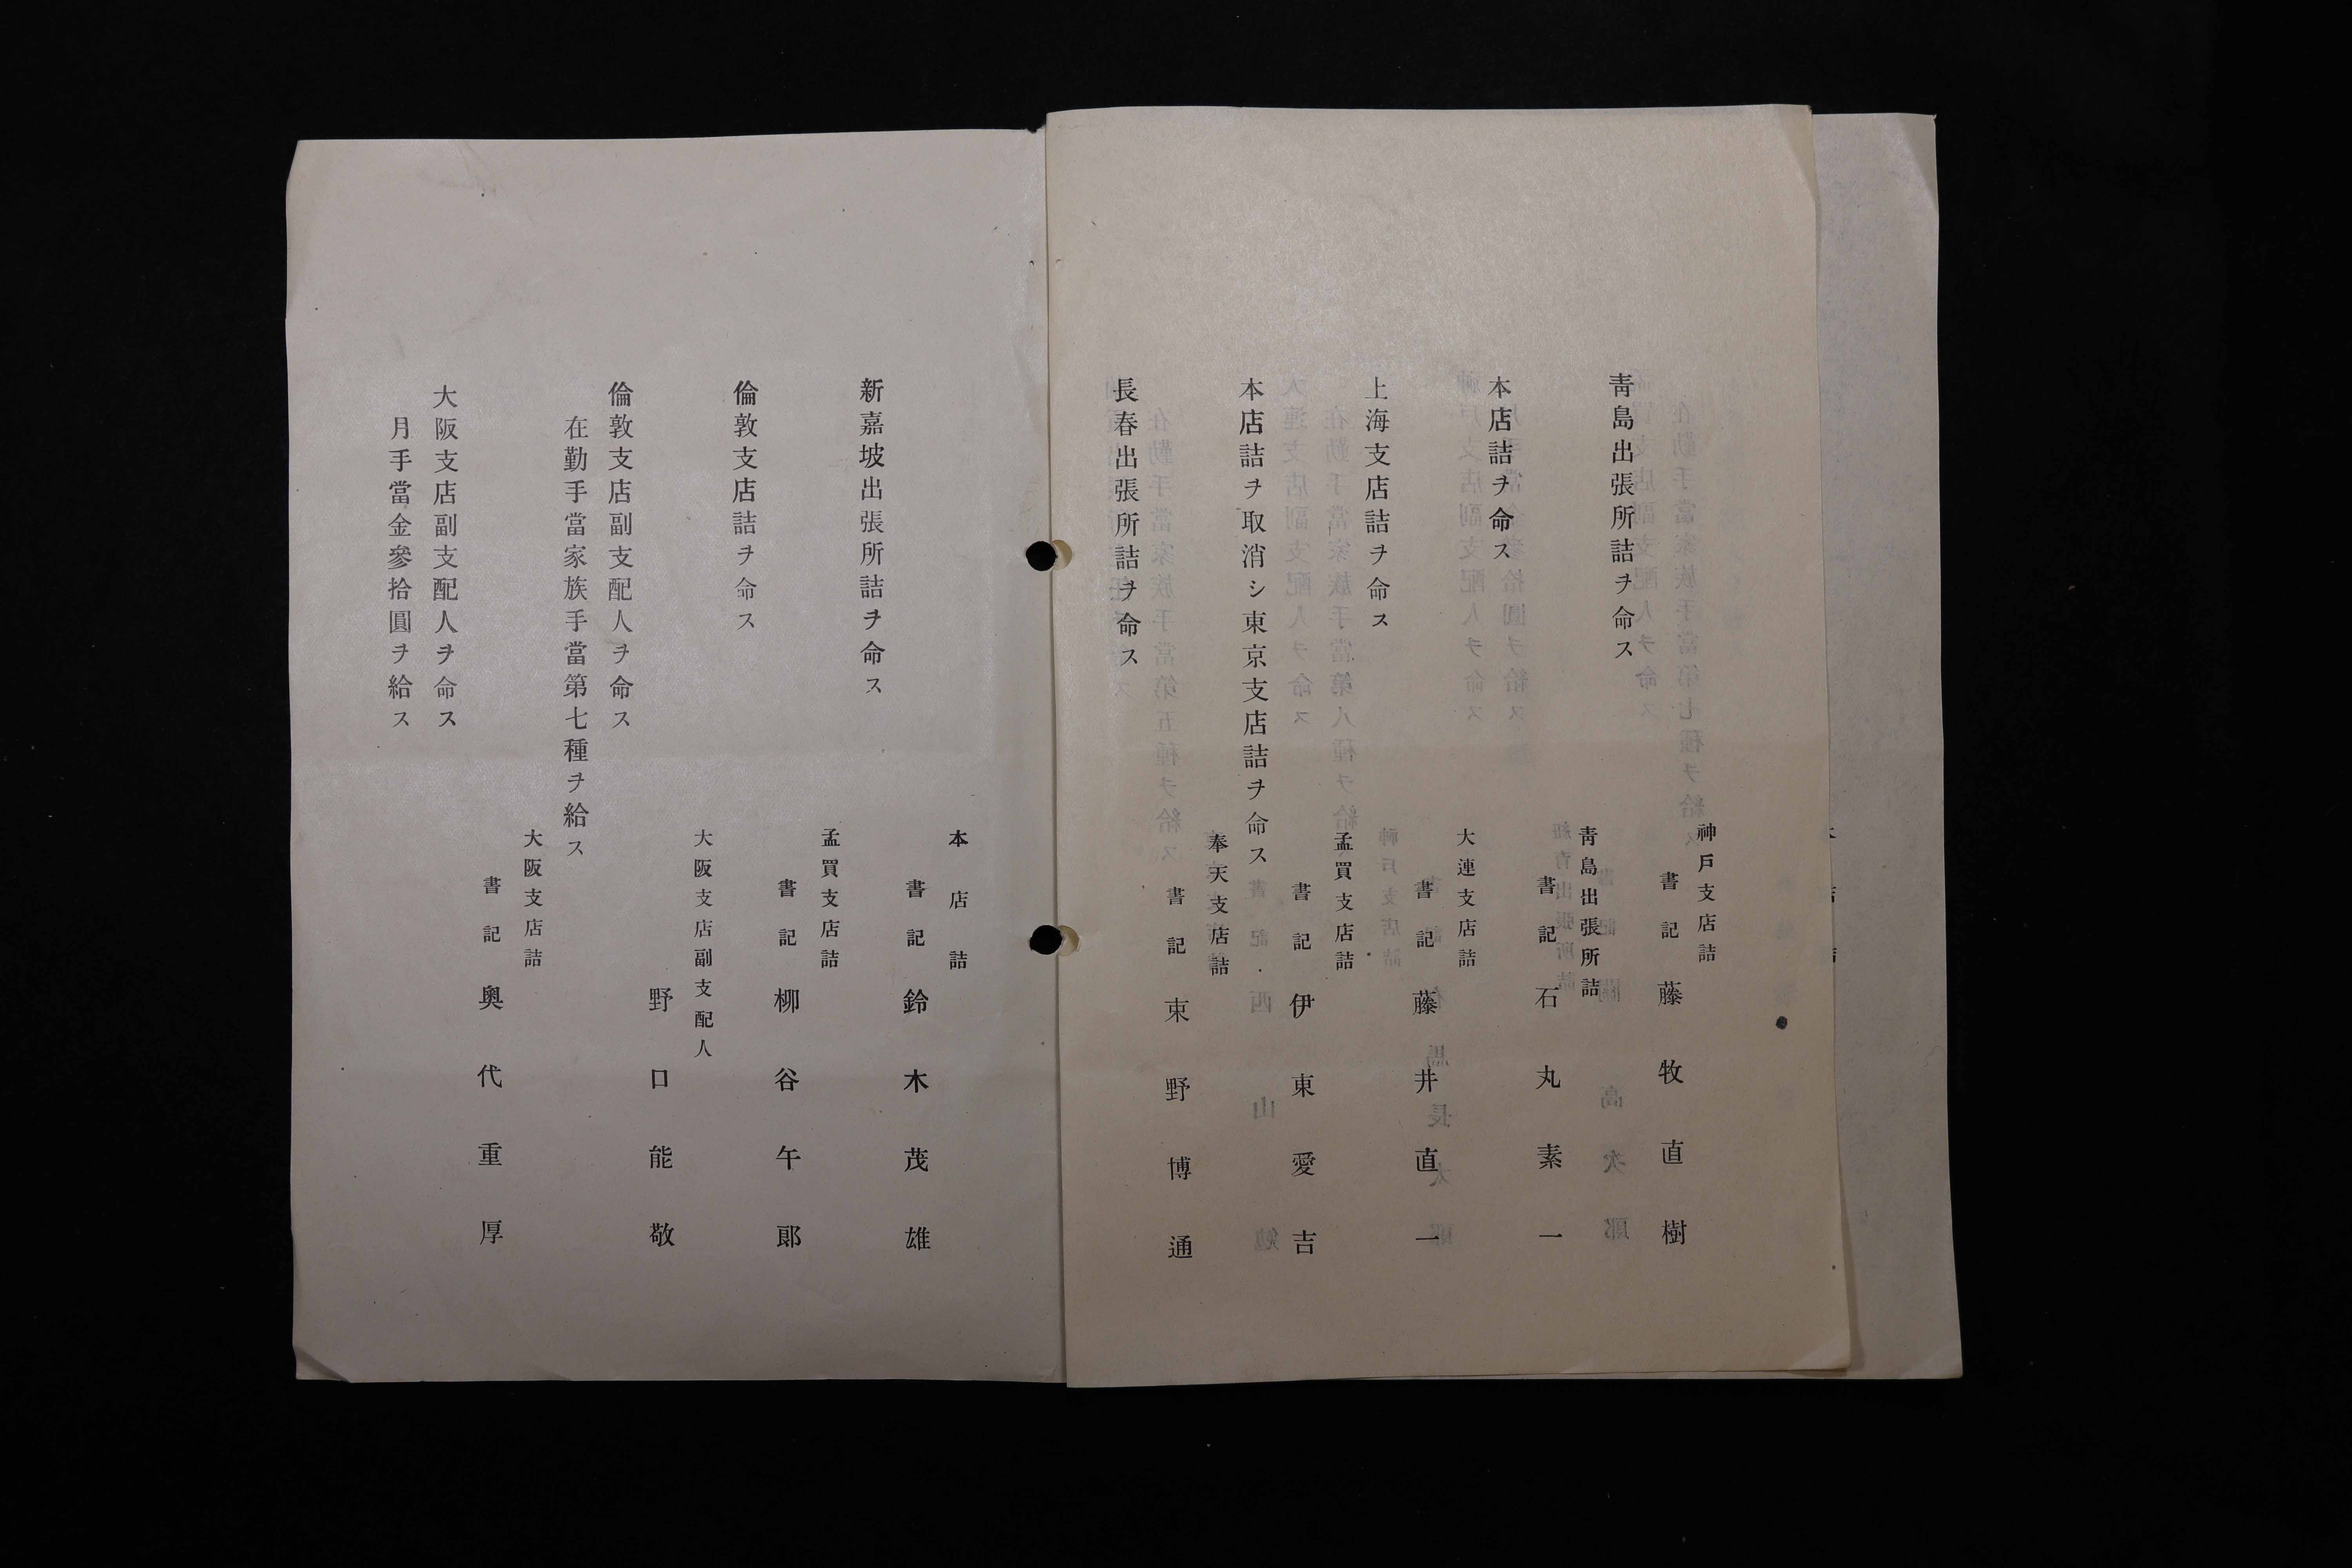 神戶支店詰
書記 藤牧直樹
靑島出張所詰ヲ命ス
靑島出張所詰
書記 石丸素一
本店詰ヲ命ス
大連支店詰
書記 藤井直一
上海支店詰ヲ命ス
孟買支店詰
書記 伊東愛吉
本店詰ヲ取消シ東京支店詰ヲ命ス
奉天支店詰
書記 東野博通
長春出張所詰ヲ命ス
本店詰
書記 鈴木茂雄
新嘉坡出張所詰ヲ命ス
孟買支店詰
書記 柳谷午郞
倫敦支店詰ヲ命ス
大阪支店副支配人
野口能敬
倫敦支店副支配人ヲ命ス
在勤手當家族手當第七種ヲ給ス
大阪支店詰
書記 奧代重厚
大阪支店副支配人ヲ命ス
月手當金參拾圓ヲ給ス